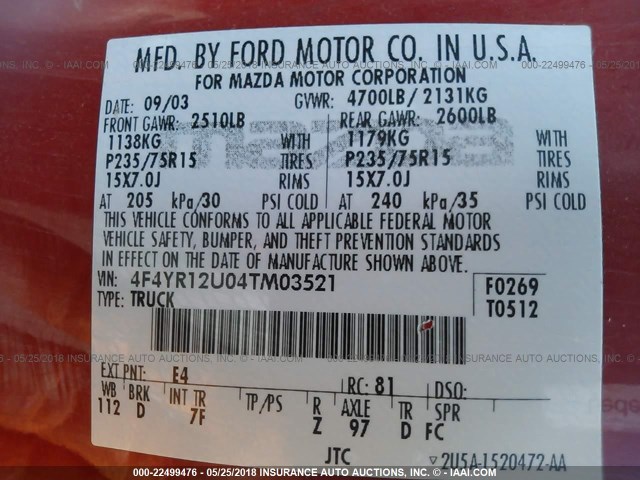 MFD. BY FORD MOTOR CO. IN U.S.A.
FOR MAZDA MOTOR CORPORATION
DATE: 09/03 GVWR: 4700LB/ 2131KG
FRONT GAWR: 2510LB REAR GAWR: 2600LB
1138KG WITH 1179KG WITH
P235/75R15 TIRES P235/75R15 TIRES
15X7.0J RIMS 15X7.0J RIMS
AT 205 kPa/30 PSI COLD AT 240 kPa/35 PSI COLD
THIS VEHICLE CONFORMS TO ALL APPLICABLE FEDERAL MOTOR
VEHICLE SAFETY, BUMPER, AND THEFT PREVENTION STANDARDS
IN EFFECT ON THE DATE OF MANUFACTURE SHOWN ABOVE.
VIN: 4F4YR12U04TM03521 F0269
TYPE: TRUCK T0512
EXT PNT: E4 RC: 81 DSO:
WB BRK INT TR TP/PS R AXLE TR SPR
112 D 7F Z 97 D FC
JTC ▽2U5A-1520472-AA
mazda
00-22499476 - 05/25/2018 INSURANCE AUTO AUCTIONS - © IAAI.COM